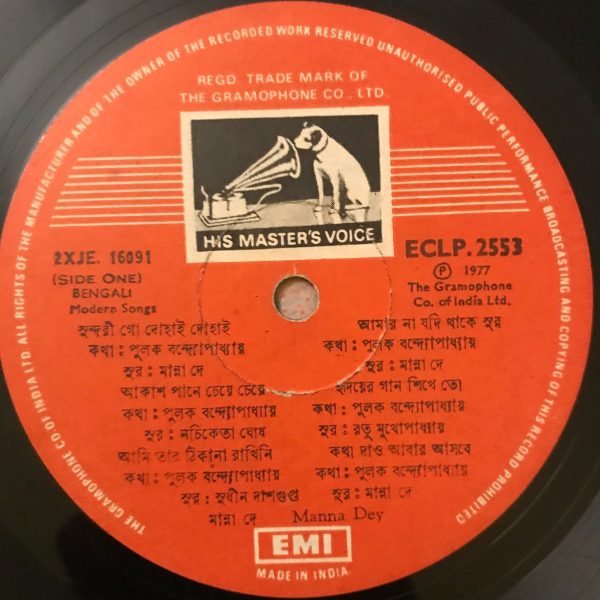 ALL RIGHTS OF THE MANUFACTURER AND OF THE OWNER OF THE RECORDED WORK RESERVED UNAUTHORISED PUBLIC PERFORMANCE BROADCASTING AND COPYING OF THIS RECORD PROHIBITED
REGD. TRADE MARK OF
THE GRAMOPHONE CO., LTD.
HIS MASTER'S VOICE
2XJE. 16091
(SIDE ONE)
BENGALI
Modern Songs
ECLP. 2553
Ⓟ 1977
The Gramophone
Co. of India Ltd.
সুন্দরী গো দোহাই দোহাই
কথা : পুলক বন্দ্যোপাধ্যায়
সুর : মান্না দে
আকাশ পানে চেয়ে চেয়ে
কথা : পুলক বন্দ্যোপাধ্যায়
সুর : নচিকেতা ঘোষ
আমি তার ঠিকানা রাখিনি
কথা : পুলক বন্দ্যোপাধ্যায়
সুর : সুধীন দাশগুপ্ত
আমার না যদি থাকে সুর
কথা : পুলক বন্দ্যোপাধ্যায়
সুর : মান্না দে
হৃদয়ের গান শিখে তো
কথা : পুলক বন্দ্যোপাধ্যায়
সুর : রতু মুখোপাধ্যায়
কথা দাও আবার আসবে
কথা : পুলক বন্দ্যোপাধ্যায়
সুর : মান্না দে
মান্না দে Manna Dey
EMI
MADE IN INDIA
THE GRAMOPHONE CO OF INDIA LTD.